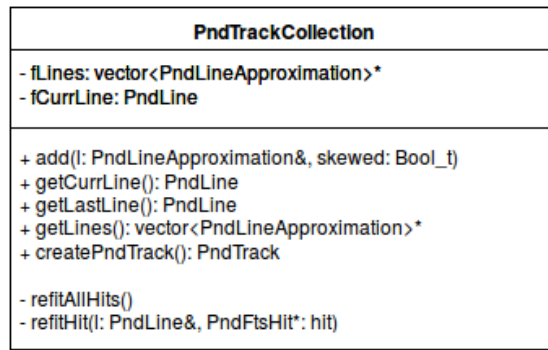 PndTrackCollection
- fLines: vector<PndLineApproximation>*
- fCurrLine: PndLine
+ add(l: PndLineApproximation&, skewed: Bool_t)
+ getCurrLine(): PndLine
+ getLastLine(): PndLine
+ getLines(): vector<PndLineApproximation>*
+ createPndTrack(): PndTrack
- refitAllHits()
- refitHit(l: PndLine&, PndFtsHit*: hit)